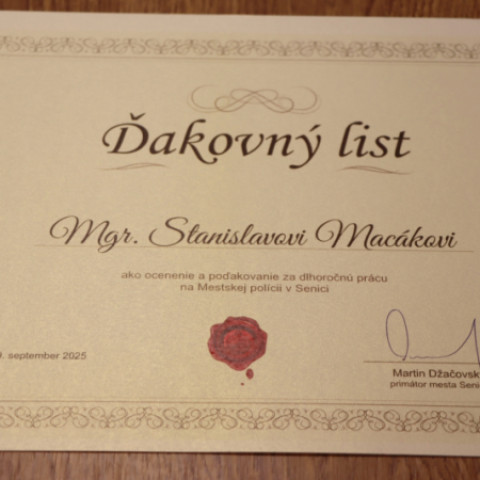 Ďakovný list
Mgr. Stanislavovi Macákovi
ako ocenenie a poďakovanie za dlhoročnú prácu
na Mestskej polícii v Senici
september 2025
Martin Džačovsk
primátor mesta Seni